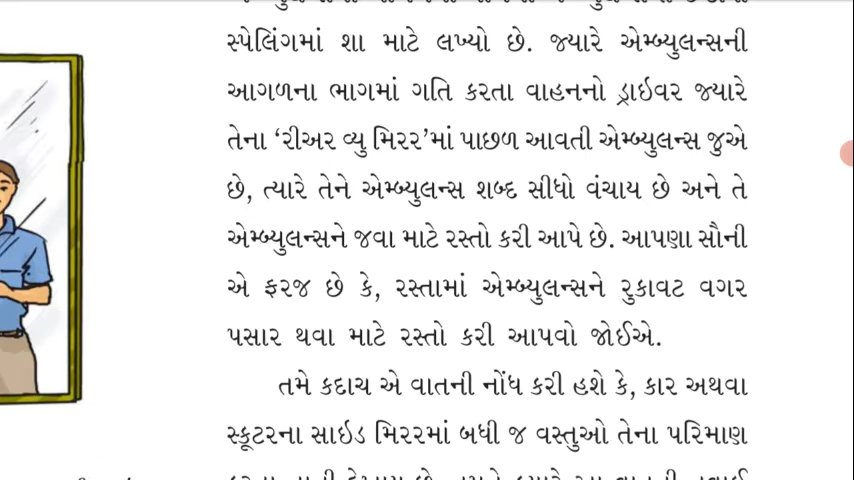 સ્પેલિંગમાં શા માટે લખ્યો છે. જ્યારે એમ્બ્યુલન્સની
આગળના ભાગમાં ગતિ કરતા વાહનનો ડ્રાઇવર જ્યારે
તેના ‘રીઅર વ્યુ મિરર’માં પાછળ આવતી એમ્બ્યુલન્સ જુએ
છે, ત્યારે તેને એમ્બ્યુલન્સ શબ્દ સીધો વંચાય છે અને તે
એમ્બ્યુલન્સને જવા માટે રસ્તો કરી આપે છે. આપણા સૌની
એ ફરજ છે કે, રસ્તામાં એમ્બ્યુલન્સને રુકાવટ વગર
પસાર થવા માટે રસ્તો કરી આપવો જોઈએ.
તમે કદાચ એ વાતની નોંધ કરી હશે કે, કાર અથવા
સ્કૂટરના સાઇડ મિરરમાં બધી જ વસ્તુઓ તેના પરિમાણ